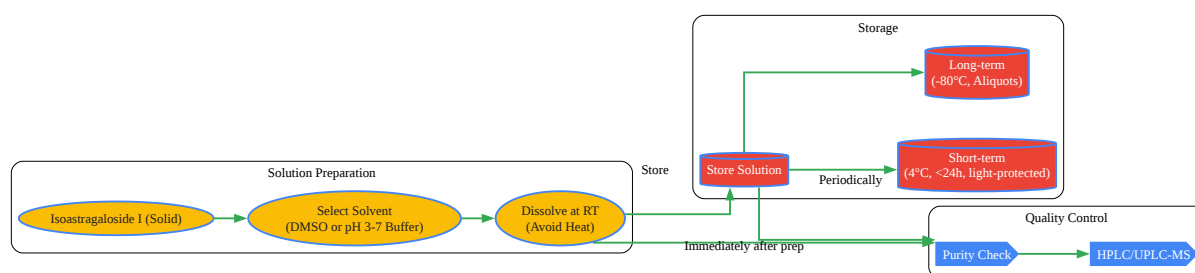 Solution Preparation
Isoastragaloside I (Solid)
Select Solvent
(DMSO or pH 3-7 Buffer)
Dissolve at RT
(Avoid Heat)
Store
Storage
Store Solution
Long-term
(-80°C, Aliquots)
Short-term
(4°C, <24h, light-protected)
Periodically
Immediately after prep
Quality Control
Purity Check
HPLC/UPLC-MS